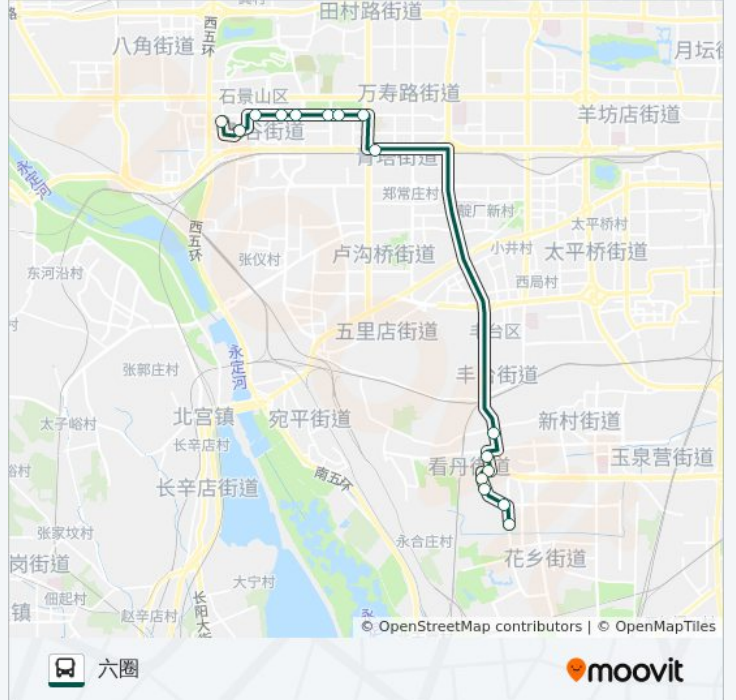 田村路街道
西五环
八角街道
月坛
石景山区
万寿路街道
羊坊店街道
谷街道
青塔街道
永定河
郑常庄村
靛厂新村
太平桥村
西五环
小井村
太平桥街道
张仪村
卢沟桥街道
东河沿村
西局村
村
五里店街道
丰台区
永定河
张郭庄村
丰台街道
太子峪村
北宫镇
宛平街道
新村街道
长辛店村
看丹街道
玉泉营街道
峪村
南五环
长辛店街道
张家坟村
永合庄村
花乡街道
岗街道
大宁村
佃起村
镇
赵辛店村
长阳大街
© OpenStreetMap contributors | © OpenMapTiles
六圈
moovit